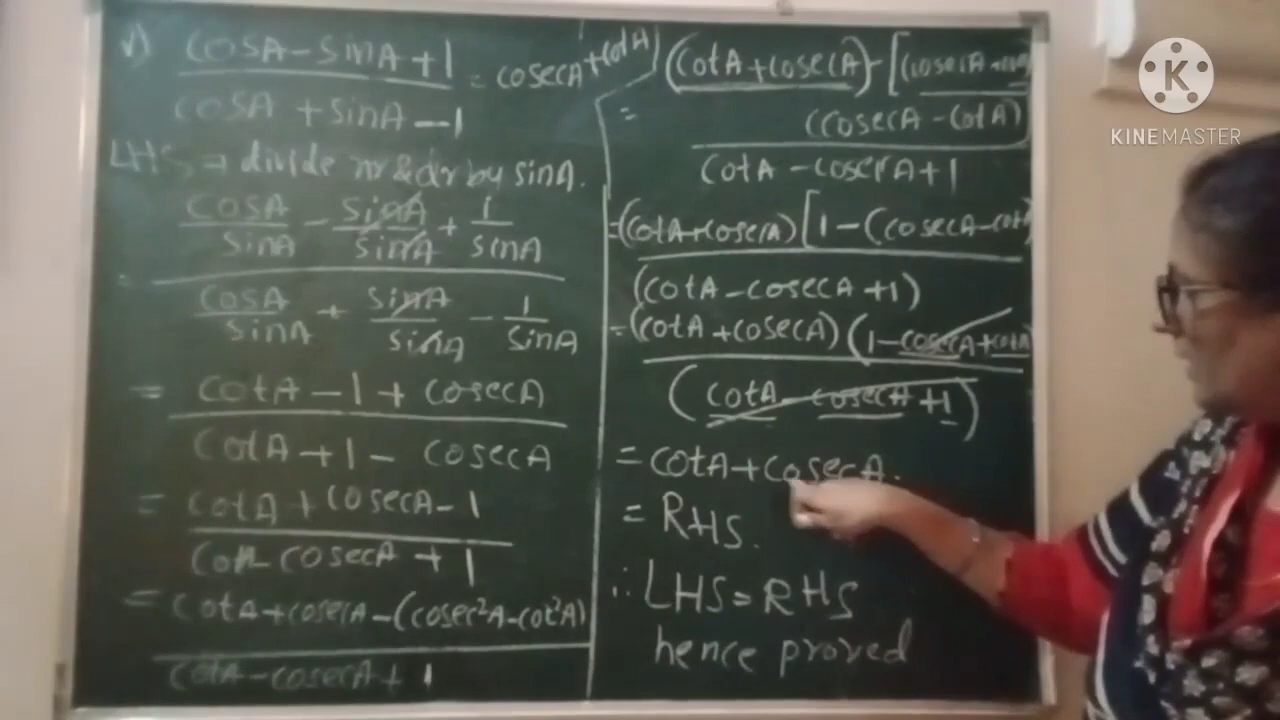 v) cosA - sinA + 1 / cosA + sinA - 1 = cosecA + cotA
LHS → divide nr & dr by sinA.
cosA/sinA - sinA/sinA + 1/sinA
cosA/sinA + sinA/sinA - 1/sinA
= cotA - 1 + cosecA
cotA + 1 - cosecA
= cotA + cosecA - 1
cosecA + 1
= cotA + cosecA - (cosec²A - cot²A)
cotA - cosecA + 1
= (cotA + cosecA) - [(cosecA +
(cosecA - cotA)
cotA - cosecA + 1
= (cotA + cosecA) [1 - (cosecA - cotA)
(cotA - cosecA + 1)
= (cotA + cosecA) (1 - cosecA + cotA)
(cotA - cosecA + 1)
= cotA + cosecA.
= RHS.
∴ LHS = RHS
hence proved
K
KINEMASTER